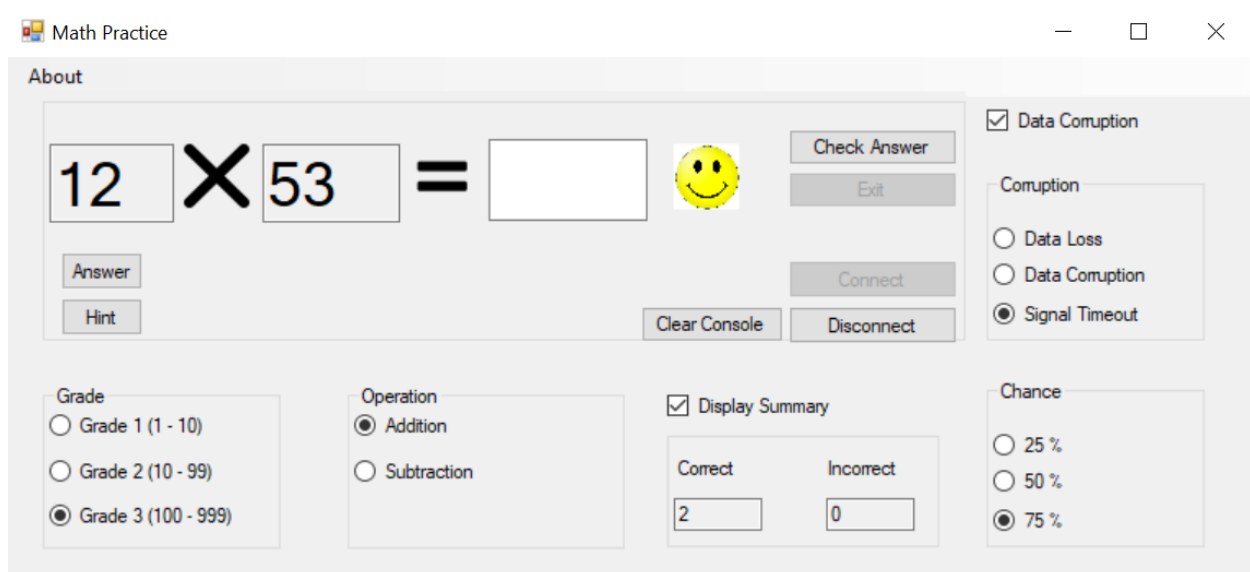 Math Practice
About
12 × 53 =
Check Answer
Exit
Answer
Hint
Connect
Clear Console
Disconnect
Data Corruption
Corruption
Data Loss
Data Corruption
Signal Timeout
Grade
Grade 1 (1 - 10)
Grade 2 (10 - 99)
Grade 3 (100 - 999)
Operation
Addition
Subtraction
Display Summary
Correct Incorrect
2 0
Chance
25 %
50 %
75 %